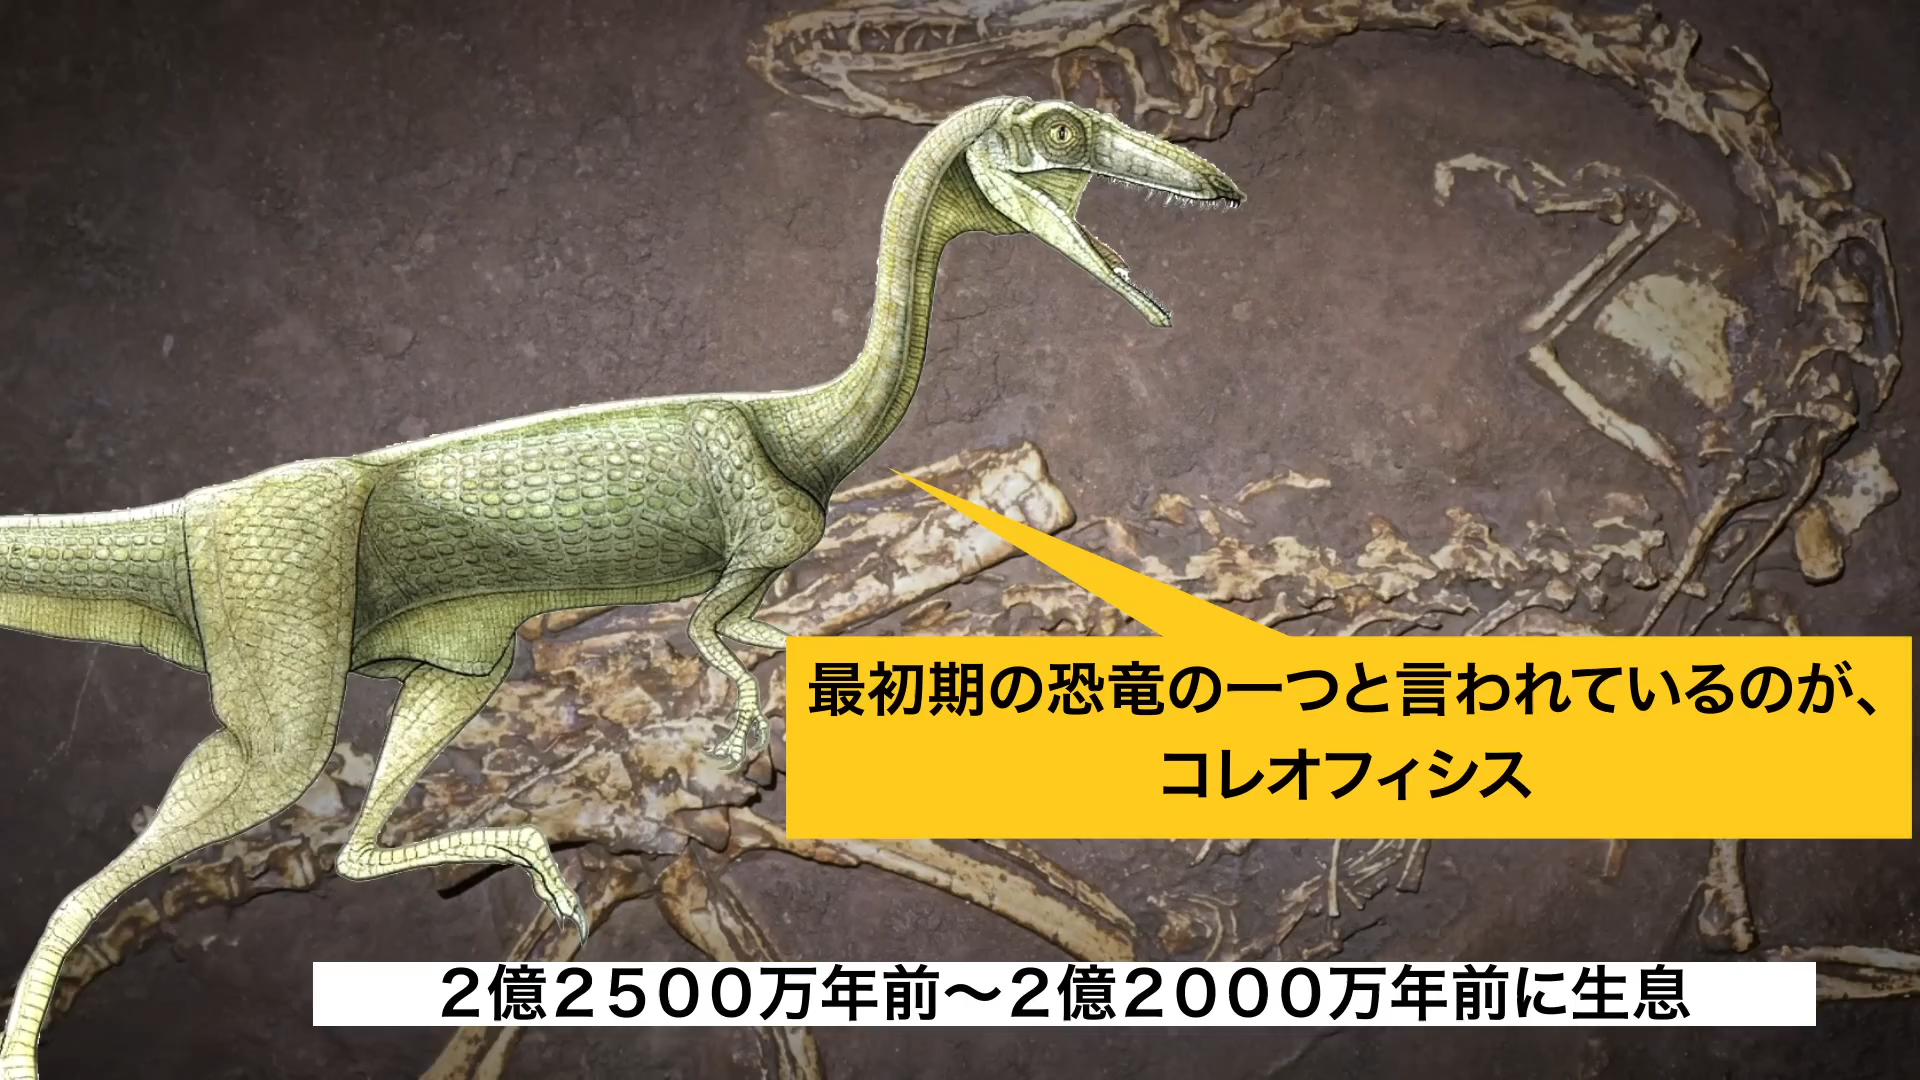 最初期の恐竜の一つと言われているのが、
コレオフィシス
２億２５００万年前～２億２０００万年前に生息